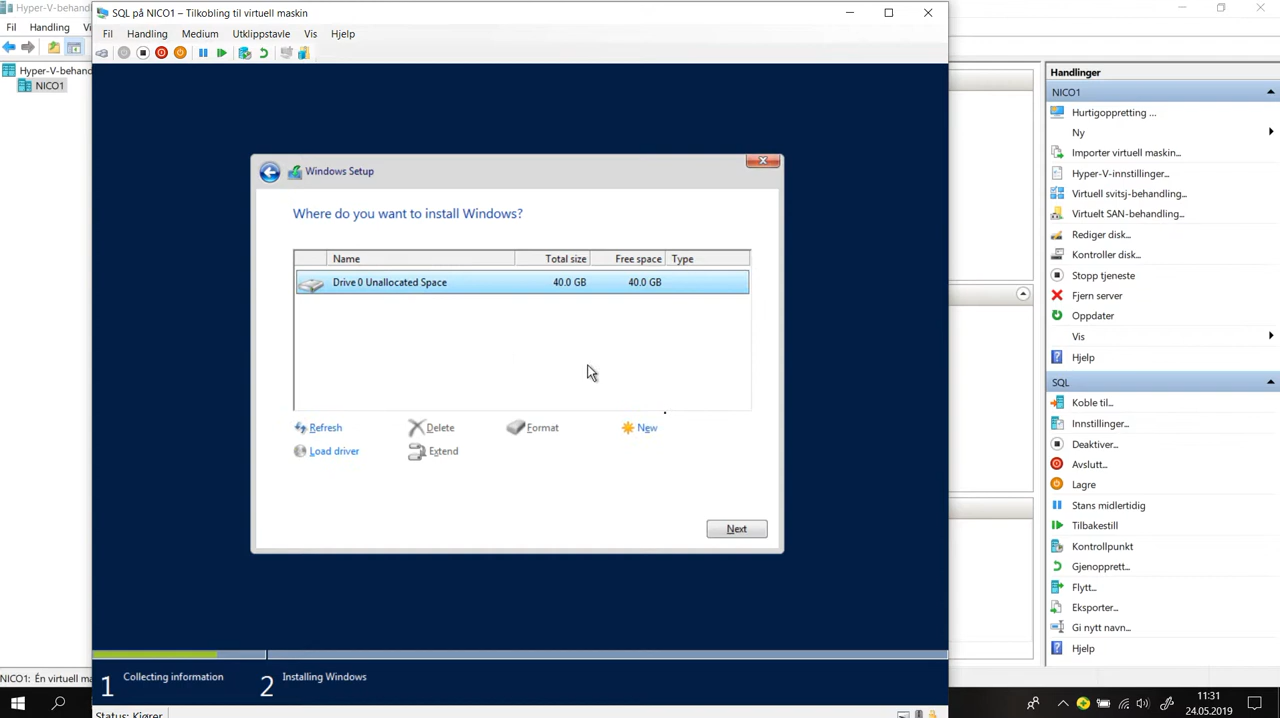 SQL på NICO1 – Tilkobling til virtuell maskin
Hyper-V-behand
Fil Handling Vi
Fil Handling Medium Utklippstavle Vis Hjelp
Hyper-V-behand
NICO1
Windows Setup
Where do you want to install Windows?
Name Total size Free space Type
Drive 0 Unallocated Space 40.0 GB 40.0 GB
Refresh Delete Format New
Load driver Extend
Next
1 Collecting information 2 Installing Windows
Status: Kjører
NICO1: Én virtuell ma
Handlinger
NICO1
Hurtigoppretting ...
Ny
Importer virtuell maskin...
Hyper-V-innstillinger...
Virtuell svitsj-behandling...
Virtuelt SAN-behandling...
Rediger disk...
Kontroller disk...
Stopp tjeneste
Fjern server
Oppdater
Vis
Hjelp
SQL
Koble til...
Innstillinger...
Deaktiver...
Avslutt...
Lagre
Stans midlertidig
Tilbakestill
Kontrollpunkt
Gjenopprett...
Flytt...
Eksporter...
Gi nytt navn...
Hjelp
11:31
24.05.2019